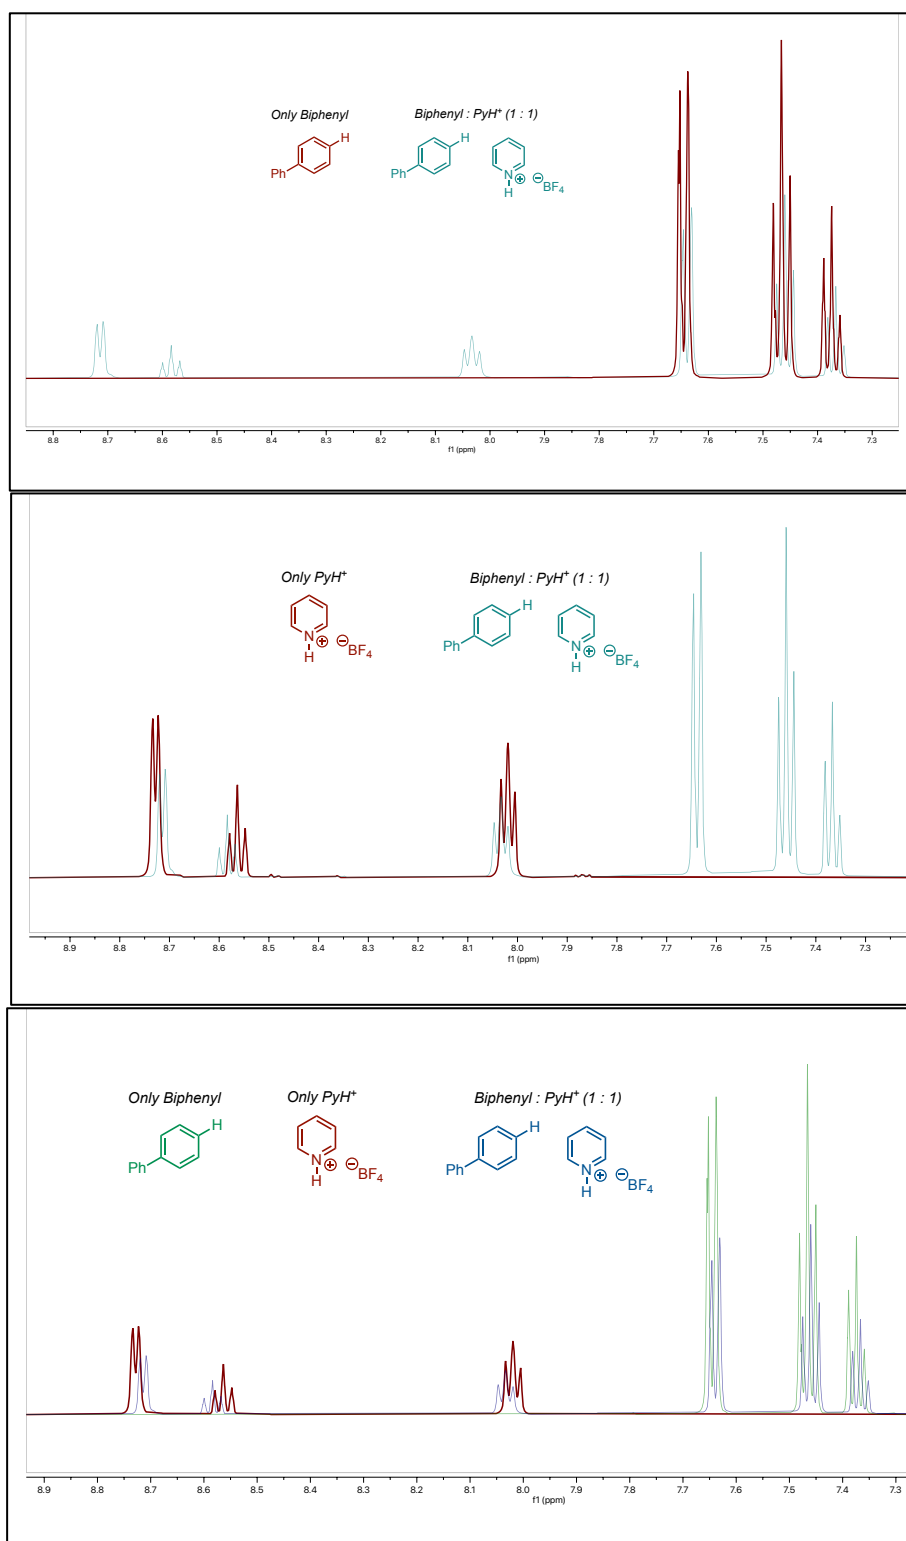 Only Biphenyl
Biphenyl : PyH⁺ (1 : 1)
H
H
Ph
Ph
N
⊕
⊖
BF₄
H
8.8 8.7 8.6 8.5 8.4 8.3 8.2 8.1 8.0 7.9 7.8 7.7 7.6 7.5 7.4 7.3
f1 (ppm)
Only PyH⁺
Biphenyl : PyH⁺ (1 : 1)
H
N
⊕
⊖
BF₄
H
Ph
N
⊕
⊖
BF₄
H
8.9 8.8 8.7 8.6 8.5 8.4 8.3 8.2 8.1 8.0 7.9 7.8 7.7 7.6 7.5 7.4 7.3
f1 (ppm)
Only Biphenyl
Only PyH⁺
Biphenyl : PyH⁺ (1 : 1)
H
H
Ph
N
⊕
⊖
BF₄
H
Ph
N
⊕
⊖
BF₄
H
8.9 8.8 8.7 8.6 8.5 8.4 8.3 8.2 8.1 8.0 7.9 7.8 7.7 7.6 7.5 7.4 7.3
f1 (ppm)